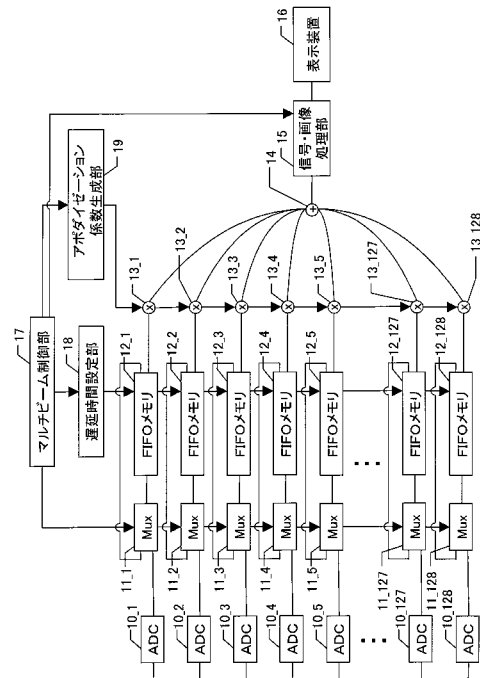 17
マルチビーム制御部
18
遅延時間設定部
19
アポダイゼーション
係数生成部
16
表示装置
15
信号・画像
処理部
14
10_1
ADC
11_1
Mux
12_1
FIFOメモリ
13_1
10_2
ADC
11_2
Mux
12_2
FIFOメモリ
13_2
10_3
ADC
11_3
Mux
12_3
FIFOメモリ
13_3
10_4
ADC
11_4
Mux
12_4
FIFOメモリ
13_4
10_5
ADC
11_5
Mux
12_5
FIFOメモリ
13_5
10_127
ADC
11_127
Mux
12_127
FIFOメモリ
13_127
10_128
ADC
11_128
Mux
12_128
FIFOメモリ
13_128